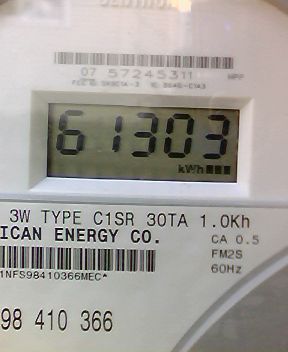 07 57245311
61303
kWh
3W TYPE C1SR 30TA 1.0Kh
ICAN ENERGY CO.
CA 0.5
FM2S
1NFS98410366MEC*
60Hz
98 410 366